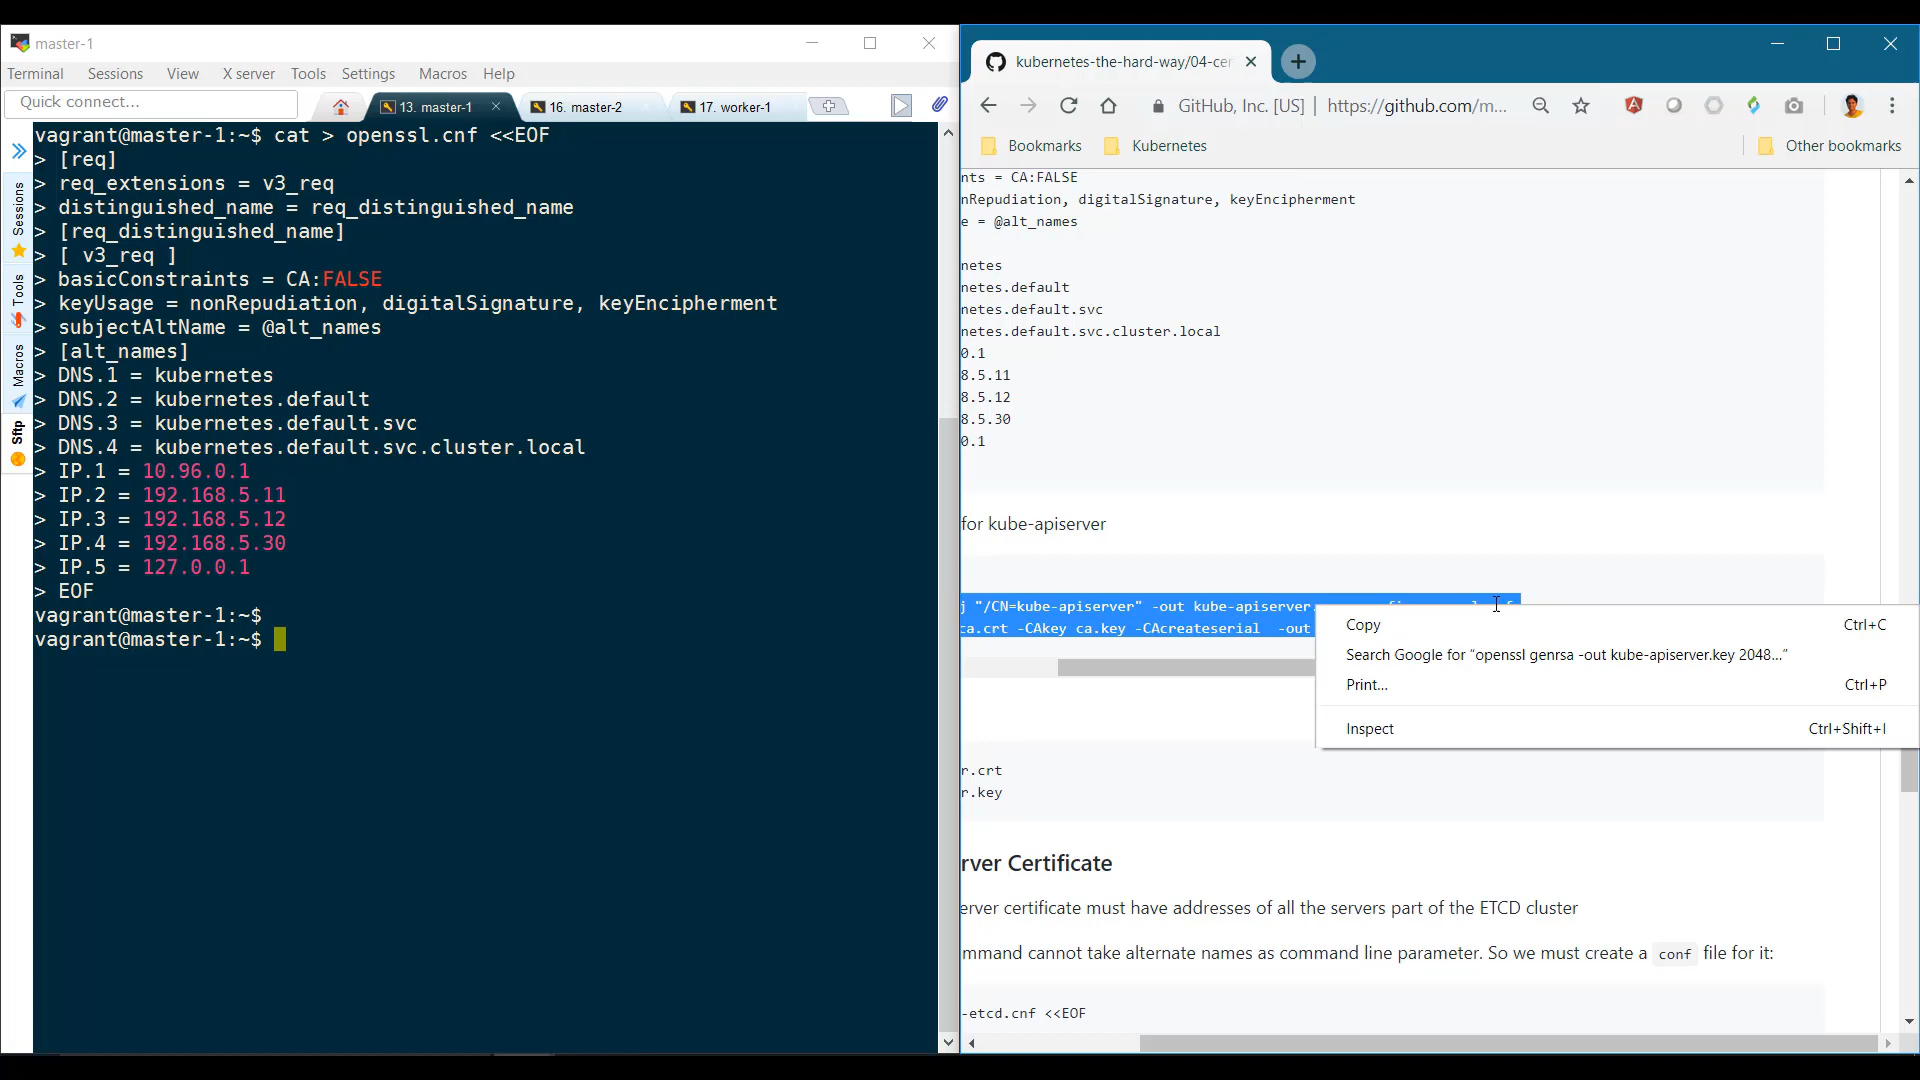 master-1
Terminal Sessions View X server Tools Settings Macros Help
Quick connect...
13. master-1
16. master-2
17. worker-1
Sessions
Tools
Macros
Sftp
vagrant@master-1:~$ cat > openssl.cnf <<EOF
> [req]
> req_extensions = v3_req
> distinguished_name = req_distinguished_name
> [req_distinguished_name]
> [ v3_req ]
> basicConstraints = CA:FALSE
> keyUsage = nonRepudiation, digitalSignature, keyEncipherment
> subjectAltName = @alt_names
> [alt_names]
> DNS.1 = kubernetes
> DNS.2 = kubernetes.default
> DNS.3 = kubernetes.default.svc
> DNS.4 = kubernetes.default.svc.cluster.local
> IP.1 = 10.96.0.1
> IP.2 = 192.168.5.11
> IP.3 = 192.168.5.12
> IP.4 = 192.168.5.30
> IP.5 = 127.0.0.1
> EOF
vagrant@master-1:~$
vagrant@master-1:~$
kubernetes-the-hard-way/04-cer
GitHub, Inc. [US] | https://github.com/m...
Bookmarks
Kubernetes
Other bookmarks
nts = CA:FALSE
nRepudiation, digitalSignature, keyEncipherment
e = @alt_names
netes
netes.default
netes.default.svc
netes.default.svc.cluster.local
0.1
8.5.11
8.5.12
8.5.30
0.1
for kube-apiserver
j "/CN=kube-apiserver" -out kube-apiserver.
ca.crt -CAkey ca.key -CAcreateserial -out
Copy Ctrl+C
Search Google for “openssl genrsa -out kube-apiserver.key 2048...”
Print... Ctrl+P
Inspect Ctrl+Shift+I
r.crt
r.key
rver Certificate
erver certificate must have addresses of all the servers part of the ETCD cluster
mmand cannot take alternate names as command line parameter. So we must create a conf file for it:
-etcd.cnf <<EOF